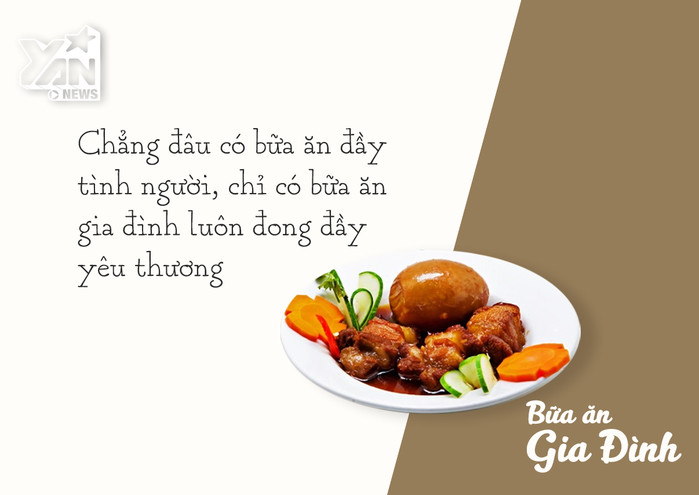 YAN
NEWS
Chẳng đâu có bữa ăn đầy
tình người, chỉ có bữa ăn
gia đình luôn đong đầy
yêu thương
Bữa ăn
Gia Đình